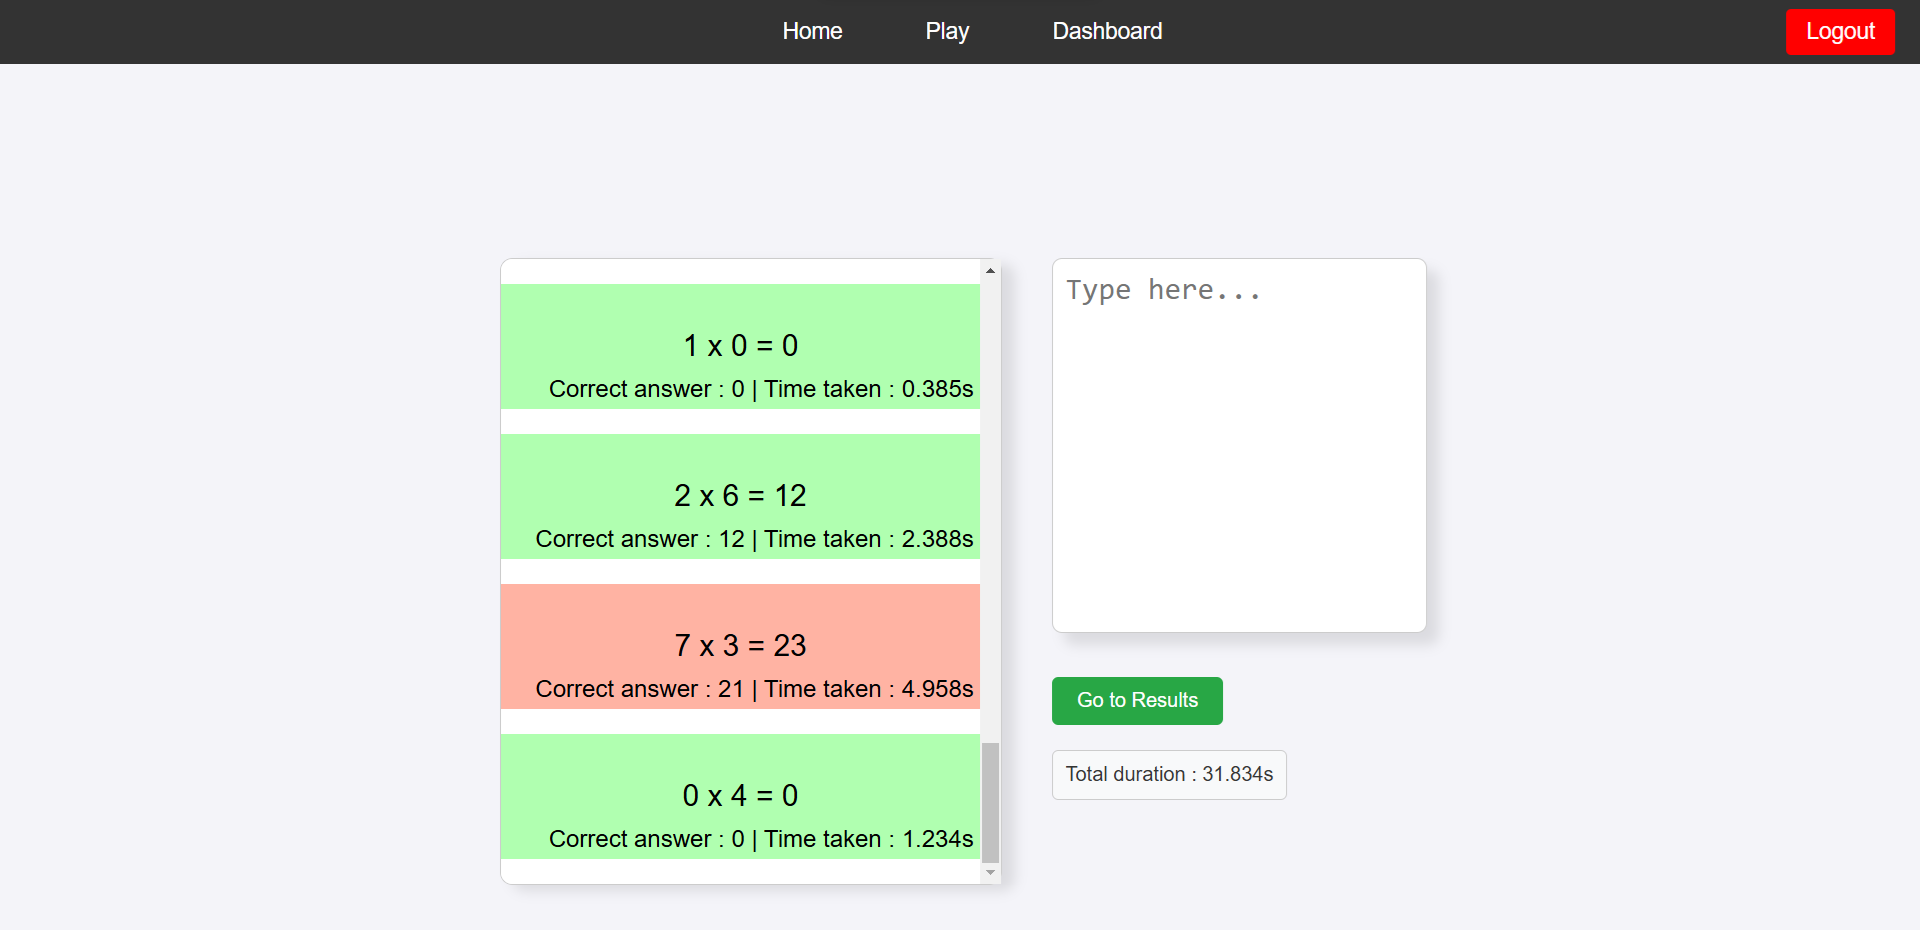 Home Play Dashboard Logout
1 x 0 = 0
Correct answer : 0 | Time taken : 0.385s
2 x 6 = 12
Correct answer : 12 | Time taken : 2.388s
7 x 3 = 23
Correct answer : 21 | Time taken : 4.958s
0 x 4 = 0
Correct answer : 0 | Time taken : 1.234s
Type here...
Go to Results
Total duration : 31.834s